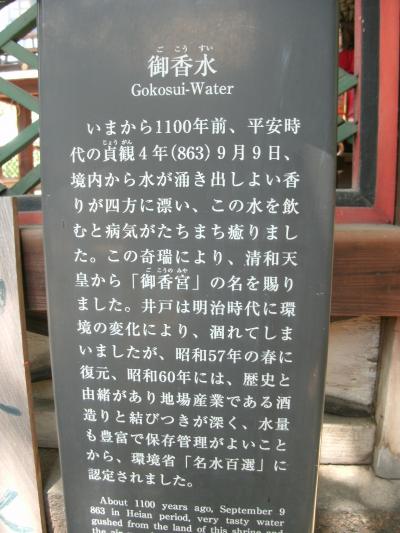 ご こう すい
御香水
Gokosui-Water
いまから1100年前、平安時
じょう がん
代の貞観4年(863)9月9日、
境内から水が涌き出しよい香
りが四方に漂い、この水を飲
むと病気がたちまち癒りまし
た。この奇瑞により、清和天
ご こうの みや
皇から「御香宮」の名を賜り
ました。井戸は明治時代に環
境の変化により、涸れてしま
いましたが、昭和57年の春に
復元、昭和60年には、歴史と
由緒があり地場産業である酒
造りと結びつきが深く、水量
も豊富で保存管理がよいこと
から、環境省「名水百選」に
認定されました。
About 1100 years ago, September 9
863 in Heian period, very tasty water
gushed from the land of this shrine and